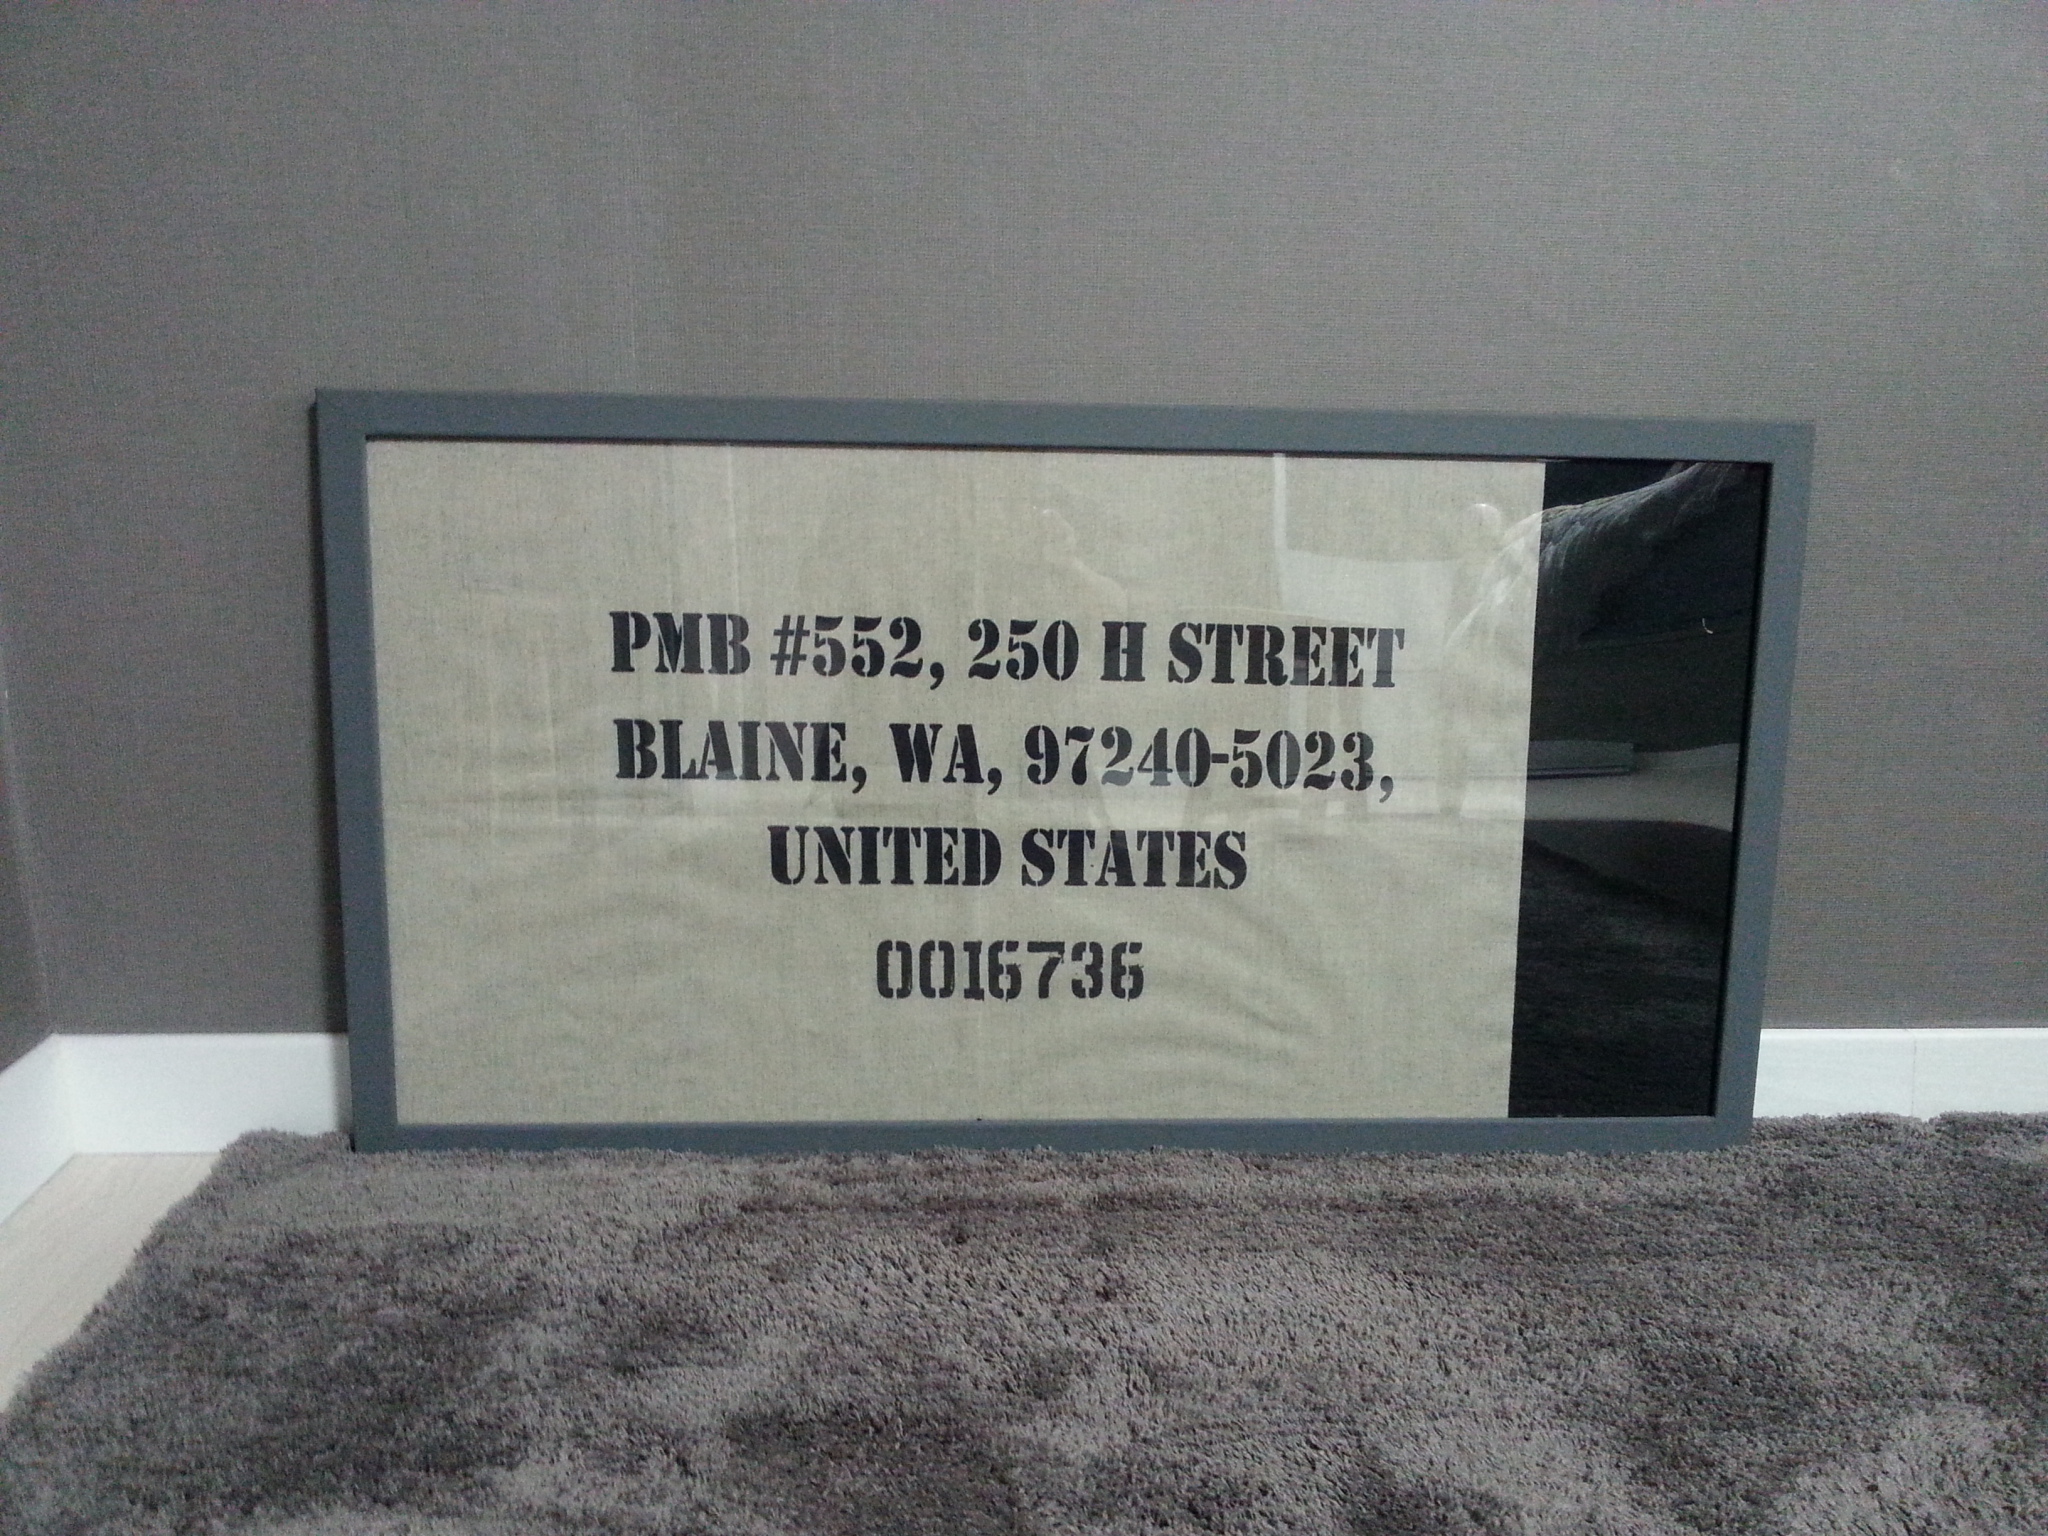 PMB #552, 250 H STREET
BLAINE, WA, 97240-5023,
UNITED STATES
0016736